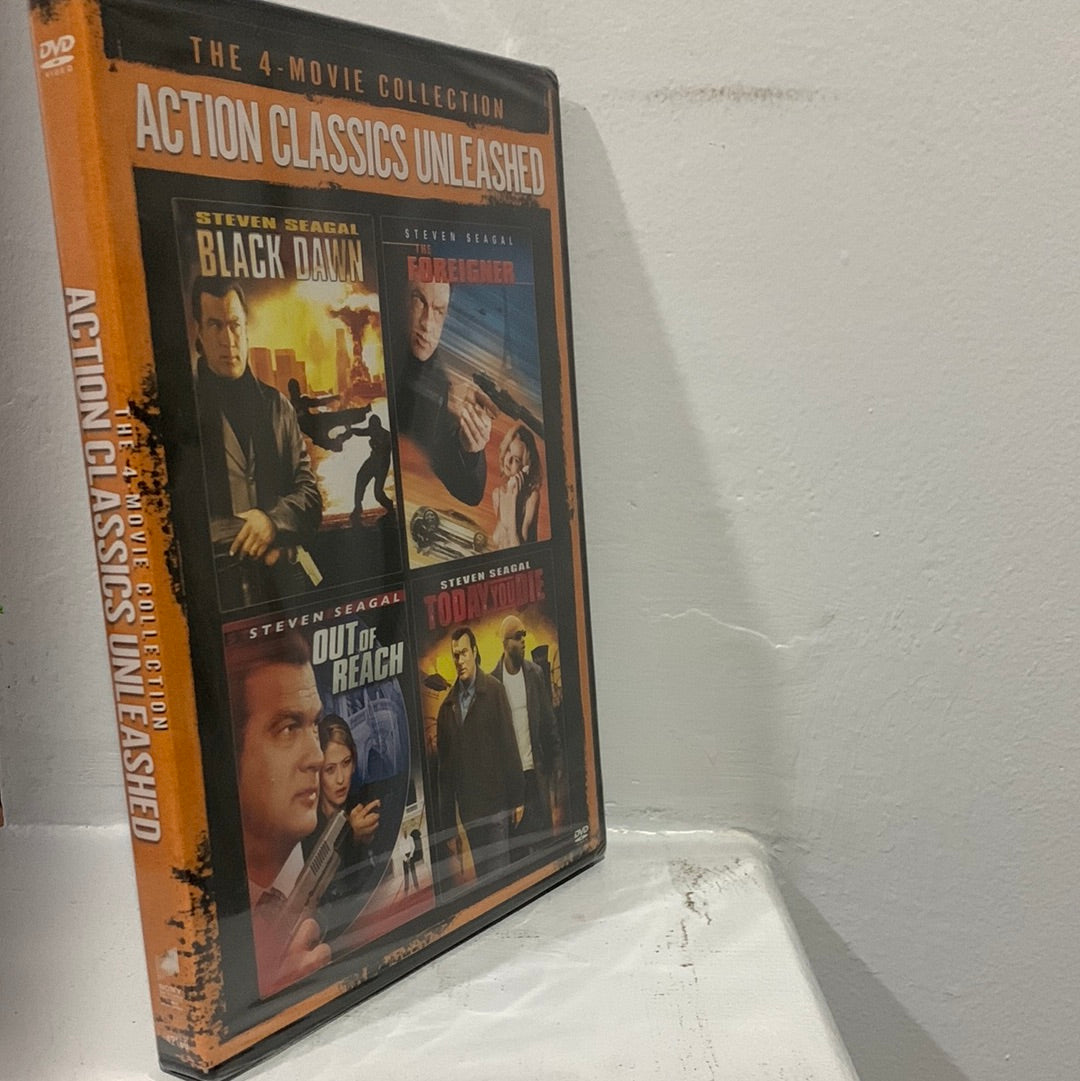 DVD
VIDEO
THE 4-MOVIE COLLECTION
ACTION CLASSICS UNLEASHED
THE 4-MOVIE COLLECTION
ACTION CLASSICS UNLEASHED
STEVEN SEAGAL
BLACK DAWN
STEVEN SEAGAL
THE
FOREIGNER
STEVEN SEAGAL
OUT OF
REACH
STEVEN SEAGAL
TODAY YOU DIE
DVD